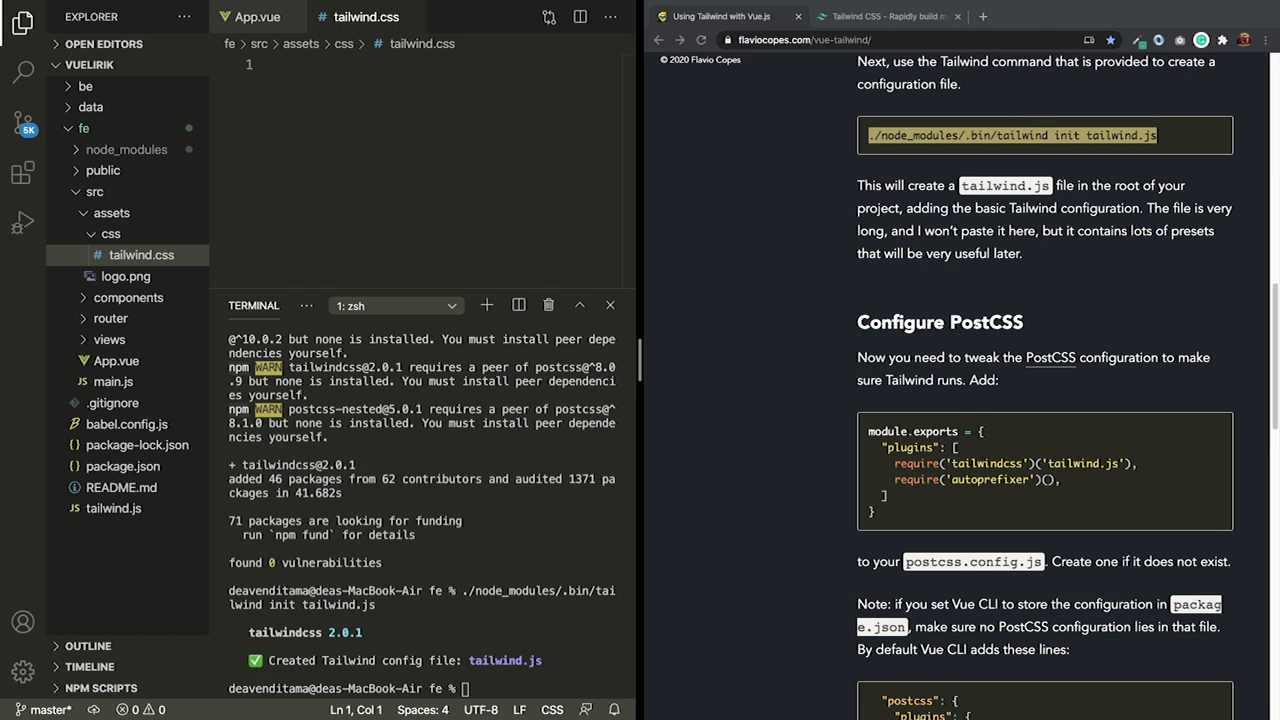 EXPLORER
OPEN EDITORS
VUELIRIK
be
data
fe
node_modules
public
src
assets
css
# tailwind.css
logo.png
components
router
views
App.vue
JS main.js
.gitignore
babel.config.js
package-lock.json
package.json
README.md
JS tailwind.js
OUTLINE
TIMELINE
NPM SCRIPTS
5K
App.vue
# tailwind.css
fe > src > assets > css > # tailwind.css
1
TERMINAL
1: zsh
@^10.0.2 but none is installed. You must install peer depe
ndencies yourself.
npm WARN tailwindcss@2.0.1 requires a peer of postcss@^8.0
.9 but none is installed. You must install peer dependenci
es yourself.
npm WARN postcss-nested@5.0.1 requires a peer of postcss@^
8.1.0 but none is installed. You must install peer depende
ncies yourself.
+ tailwindcss@2.0.1
added 46 packages from 62 contributors and audited 1371 pa
ckages in 41.682s
71 packages are looking for funding
run `npm fund` for details
found 0 vulnerabilities
deavenditama@deas-MacBook-Air fe % ./node_modules/.bin/tai
lwind init tailwind.js
tailwindcss 2.0.1
✅ Created Tailwind config file: tailwind.js
deavenditama@deas-MacBook-Air fe %
master*
0 0
Ln 1, Col 1
Spaces: 4
UTF-8
LF
CSS
Using Tailwind with Vue.js
Tailwind CSS - Rapidly build m
flaviocopes.com/vue-tailwind/
© 2020 Flavio Copes
Next, use the Tailwind command that is provided to create a
configuration file.
./node_modules/.bin/tailwind init tailwind.js
This will create a tailwind.js file in the root of your
project, adding the basic Tailwind configuration. The file is very
long, and I won't paste it here, but it contains lots of presets
that will be very useful later.
Configure PostCSS
Now you need to tweak the PostCSS configuration to make
sure Tailwind runs. Add:
module.exports = {
"plugins": [
require('tailwindcss')('tailwind.js'),
require('autoprefixer')(),
]
}
to your postcss.config.js. Create one if it does not exist.
Note: if you set Vue CLI to store the configuration in packag
e.json, make sure no PostCSS configuration lies in that file.
By default Vue CLI adds these lines:
"postcss": {
"plugins": {